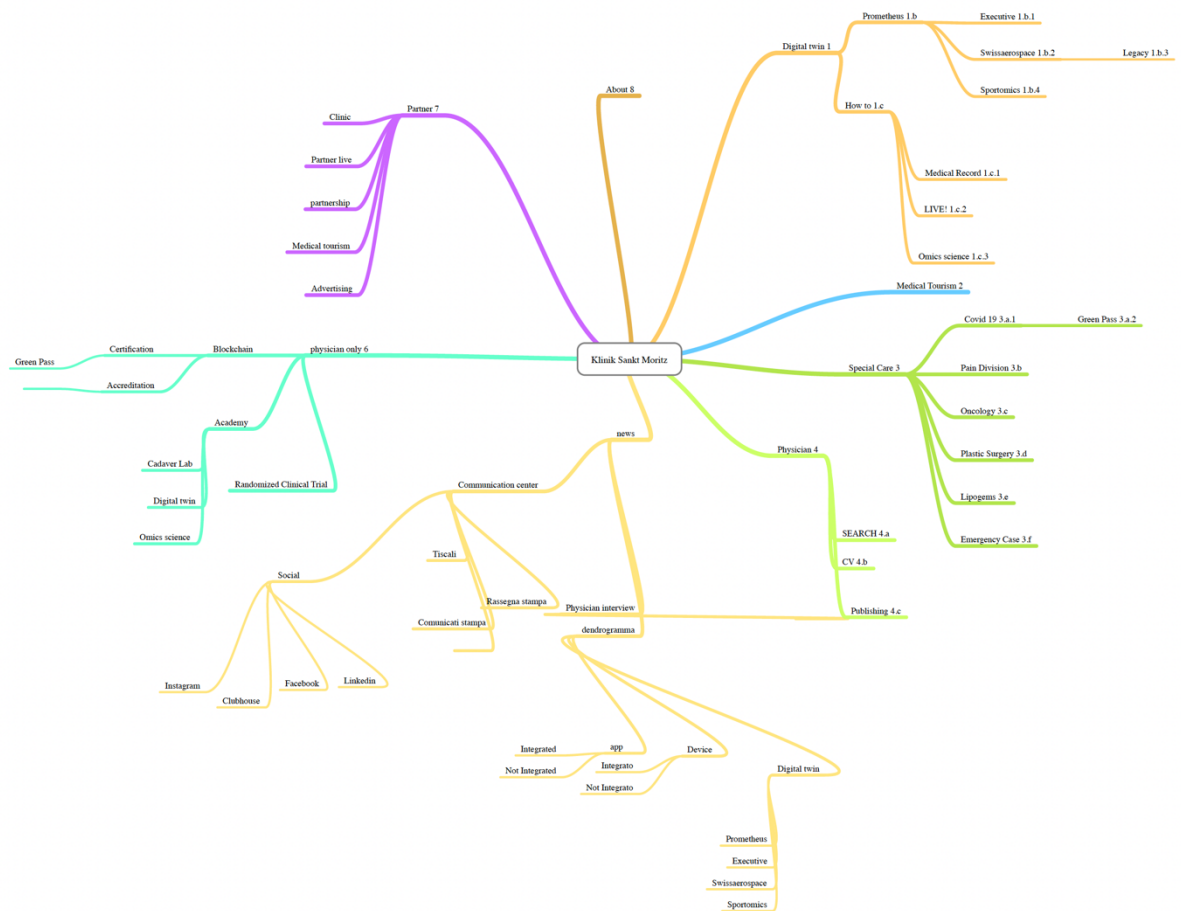 Klinik Sankt Moritz
Digital twin 1
Prometheus 1.b
Executive 1.b.1
Swissaerospace 1.b.2
Legacy 1.b.3
Sportomics 1.b.4
How to 1.c
Medical Record 1.c.1
LIVE! 1.c.2
Omics science 1.c.3
Medical Tourism 2
Special Care 3
Covid 19 3.a.1
Green Pass 3.a.2
Pain Division 3.b
Oncology 3.c
Plastic Surgery 3.d
Lipogems 3.e
Emergency Case 3.f
Physician 4
SEARCH 4.a
CV 4.b
Publishing 4.c
news
Communication center
Social
Instagram
Clubhouse
Facebook
Linkedin
Tiscali
Rassegna stampa
Comunicati stampa
Physician interview
dendrogramma
app
Integrated
Not Integrated
Device
Integrato
Not Integrato
Digital twin
Prometheus
Executive
Swissaerospace
Sportomics
physician only 6
Blockchain
Certification
Green Pass
Accreditation
Academy
Cadaver Lab
Digital twin
Omics science
Randomized Clinical Trial
Partner 7
Clinic
Partner live
partnership
Medical tourism
Advertising
About 8